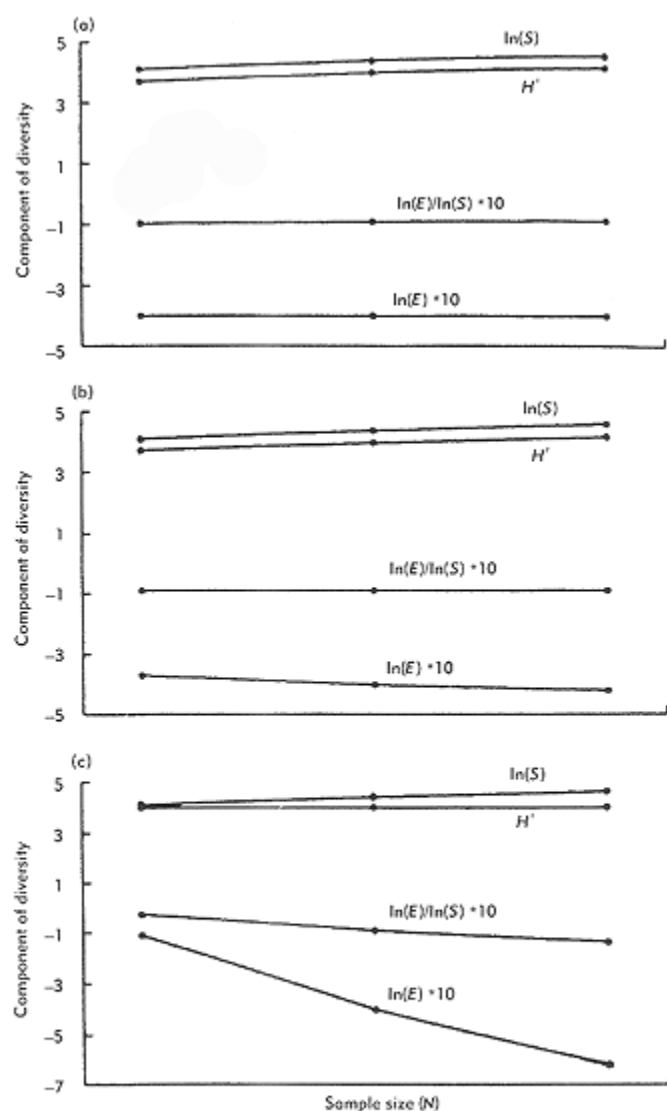 (a)
5
3
1
−1
−3
−5
Component of diversity
ln(S)
H′
ln(E)/ln(S) *10
ln(E) *10
(b)
5
3
1
−1
−3
−5
Component of diversity
ln(S)
H′
ln(E)/ln(S) *10
ln(E) *10
(c)
5
3
1
−1
−3
−5
−7
Component of diversity
ln(S)
H′
ln(E)/ln(S) *10
ln(E) *10
Sample size (N)